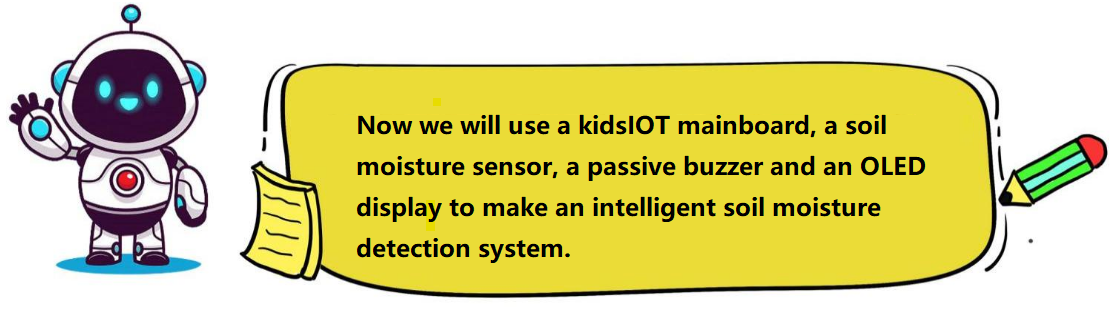 Now we will use a kidsIOT mainboard, a soil
moisture sensor, a passive buzzer and an OLED
display to make an intelligent soil moisture
detection system.